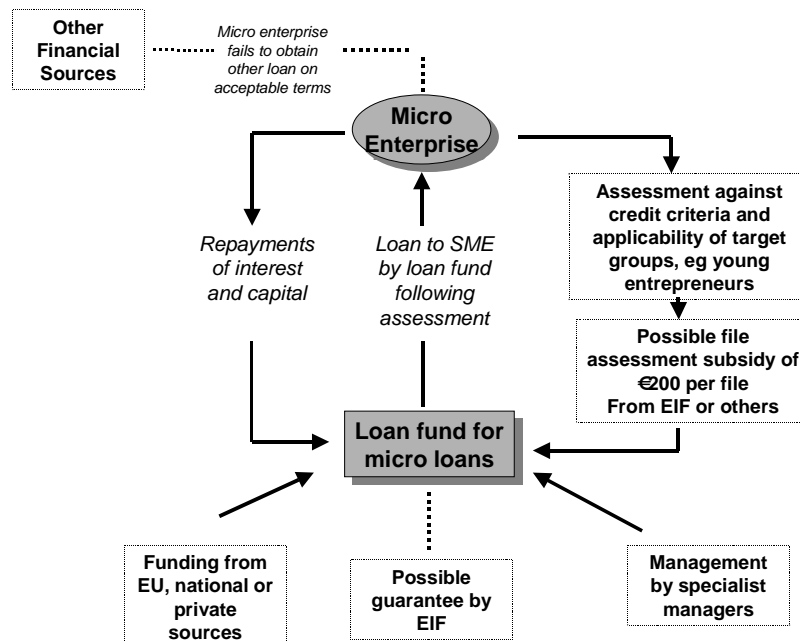 Other
Financial
Sources
Micro enterprise
fails to obtain
other loan on
acceptable terms
Micro
Enterprise
Assessment against
credit criteria and
applicability of target
groups, eg young
entrepreneurs
Repayments
of interest
and capital
Loan to SME
by loan fund
following
assessment
Possible file
assessment subsidy of
€200 per file
From EIF or others
Loan fund for
micro loans
Funding from
EU, national or
private
sources
Possible
guarantee by
EIF
Management
by specialist
managers